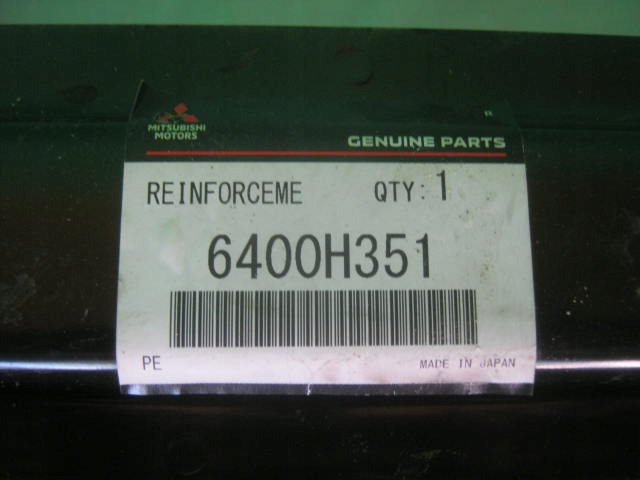 MITSUBISHI
MOTORS
R
GENUINE PARTS
REINFORCEME QTY: 1
6400H351
PE MADE IN JAPAN